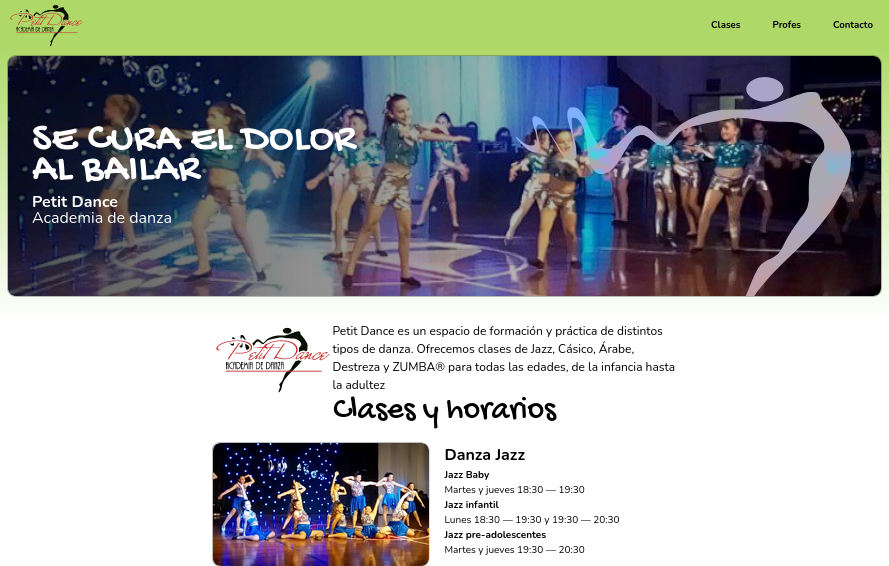 Petit Dance
ACADEMIA DE DANZA
Clases
Profes
Contacto
SE CURA EL DOLOR
AL BAILAR
Petit Dance
Academia de danza
Petit Dance
ACADEMIA DE DANZA
Petit Dance es un espacio de formación y práctica de distintos
tipos de danza. Ofrecemos clases de Jazz, Cásico, Árabe,
Destreza y ZUMBA® para todas las edades, de la infancia hasta
la adultez
Clases y horarios
Danza Jazz
Jazz Baby
Martes y jueves 18:30 — 19:30
Jazz infantil
Lunes 18:30 — 19:30 y 19:30 — 20:30
Jazz pre-adolescentes
Martes y jueves 19:30 — 20:30